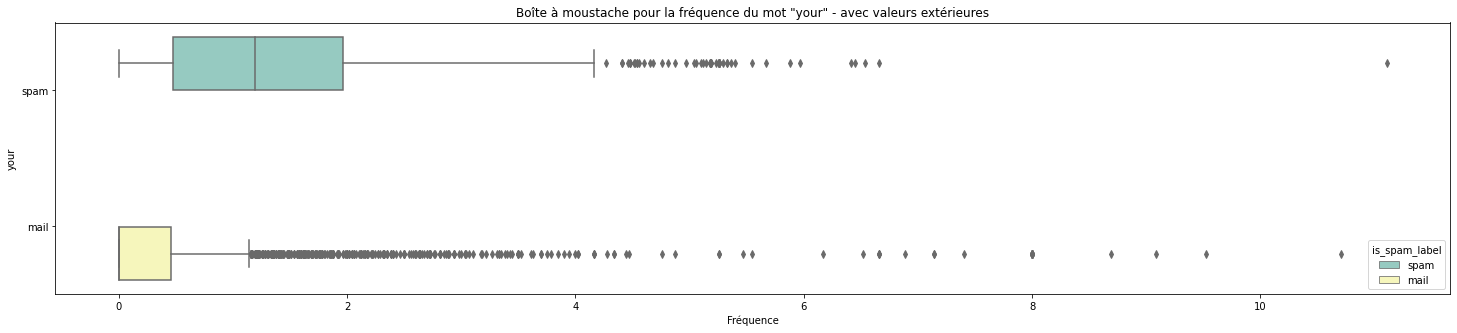 Boîte à moustache pour la fréquence du mot "your" - avec valeurs extérieures
spam
your
mail
is_spam_label
spam
mail
0 2 4 6 8 10
Fréquence